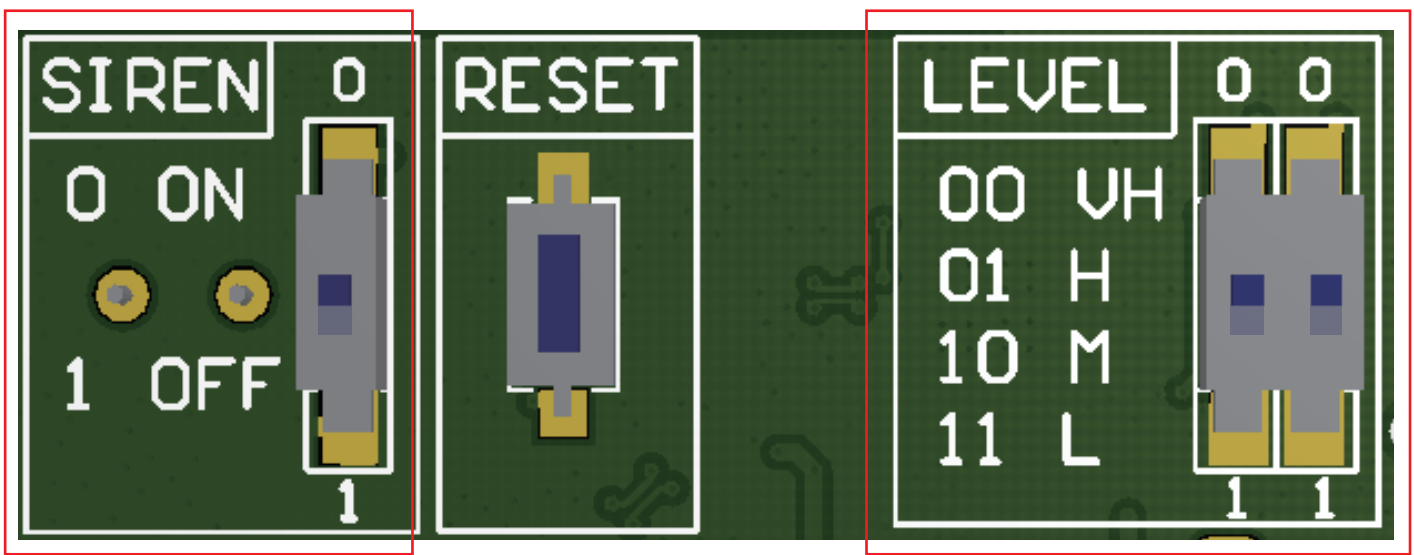 SIREN
0
0 ON
1 OFF
1
RESET
LEVEL
0 0
00 VH
01 H
10 M
11 L
1 1